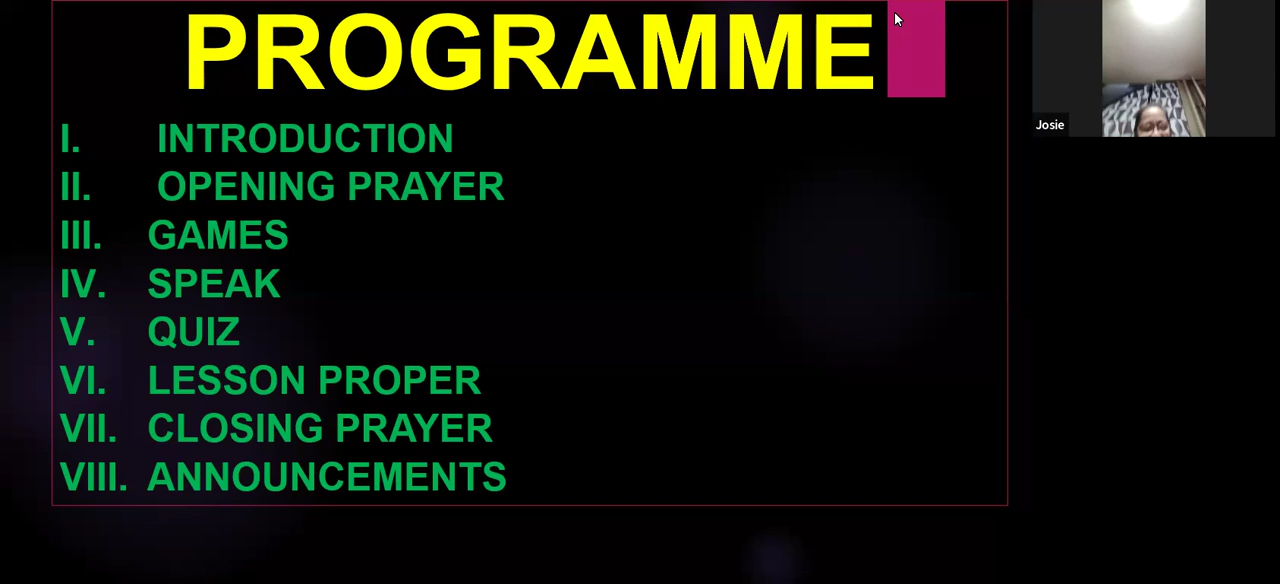 PROGRAMME
I. INTRODUCTION
II. OPENING PRAYER
III. GAMES
IV. SPEAK
V. QUIZ
VI. LESSON PROPER
VII. CLOSING PRAYER
VIII. ANNOUNCEMENTS
Josie